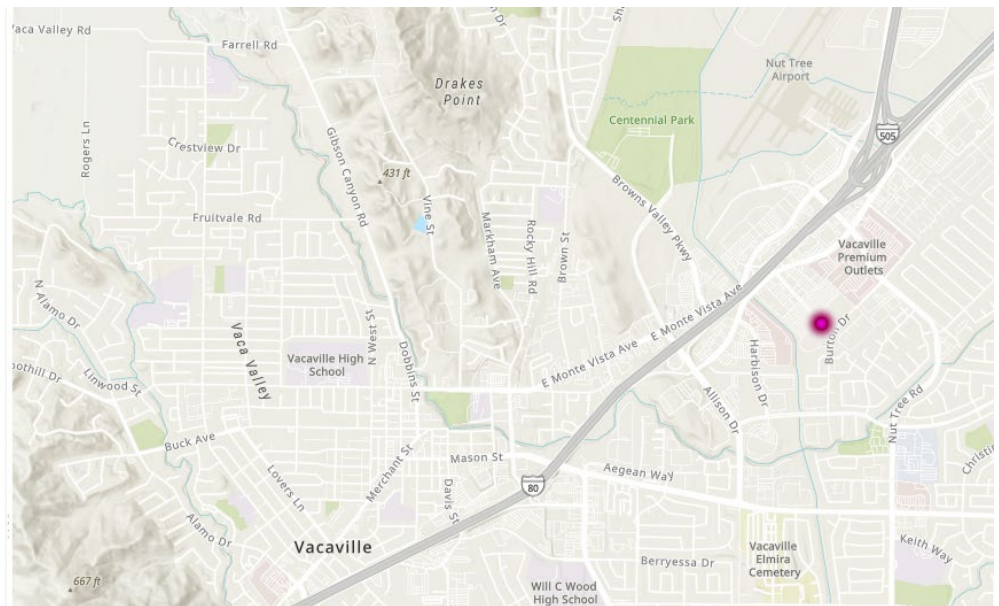 Vaca Valley Rd
Farrell Rd
Drakes
Point
Nut Tree
Airport
Centennial Park
505
Rogers Ln
Crestview Dr
Gibson Canyon Rd
431 ft
Vine St
Fruitvale Rd
Markham Ave
Rocky Hill Rd
Brown St
Browns Valley Pkwy
Vacaville
Premium
Outlets
N Alamo Dr
Vaca Valley
N West St
Vacaville High
School
Dobbins St
E Monte Vista Ave
E Monte Vista Ave
Harbison Dr
Burton Dr
Allison Dr
Nut Tree Rd
Linwood St
Buck Ave
Lovers Ln
Merchant St
Mason St
Davis St
80
Aegean Way
Alamo Dr
Vacaville
667 ft
Will C Wood
High School
Berryessa Dr
Vacaville
Elmira
Cemetery
Keith Way